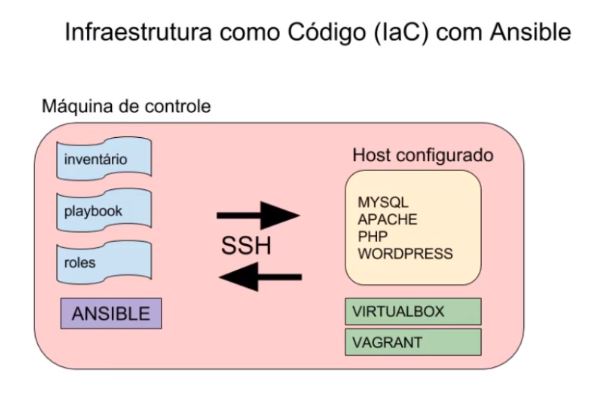 Infraestrutura como Código (IaC) com Ansible
Máquina de controle
inventário
playbook
roles
ANSIBLE
SSH
Host configurado
MYSQL
APACHE
PHP
WORDPRESS
VIRTUALBOX
VAGRANT